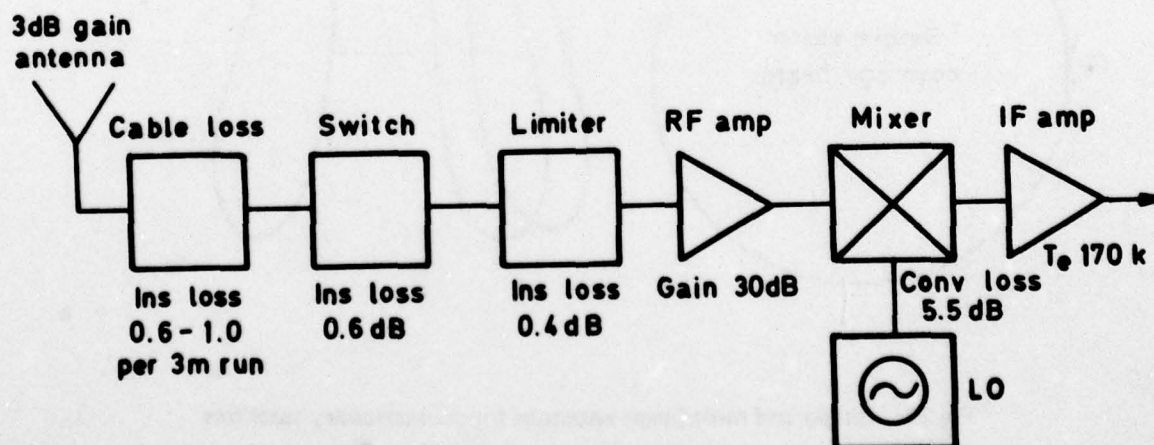 3dB gain
antenna
Cable loss
Switch
Limiter
RF amp
Mixer
IF amp
Ins loss
0.6 - 1.0
per 3m run
Ins loss
0.6 dB
Ins loss
0.4 dB
Gain 30dB
Conv loss
5.5 dB
Te 170 k
LO